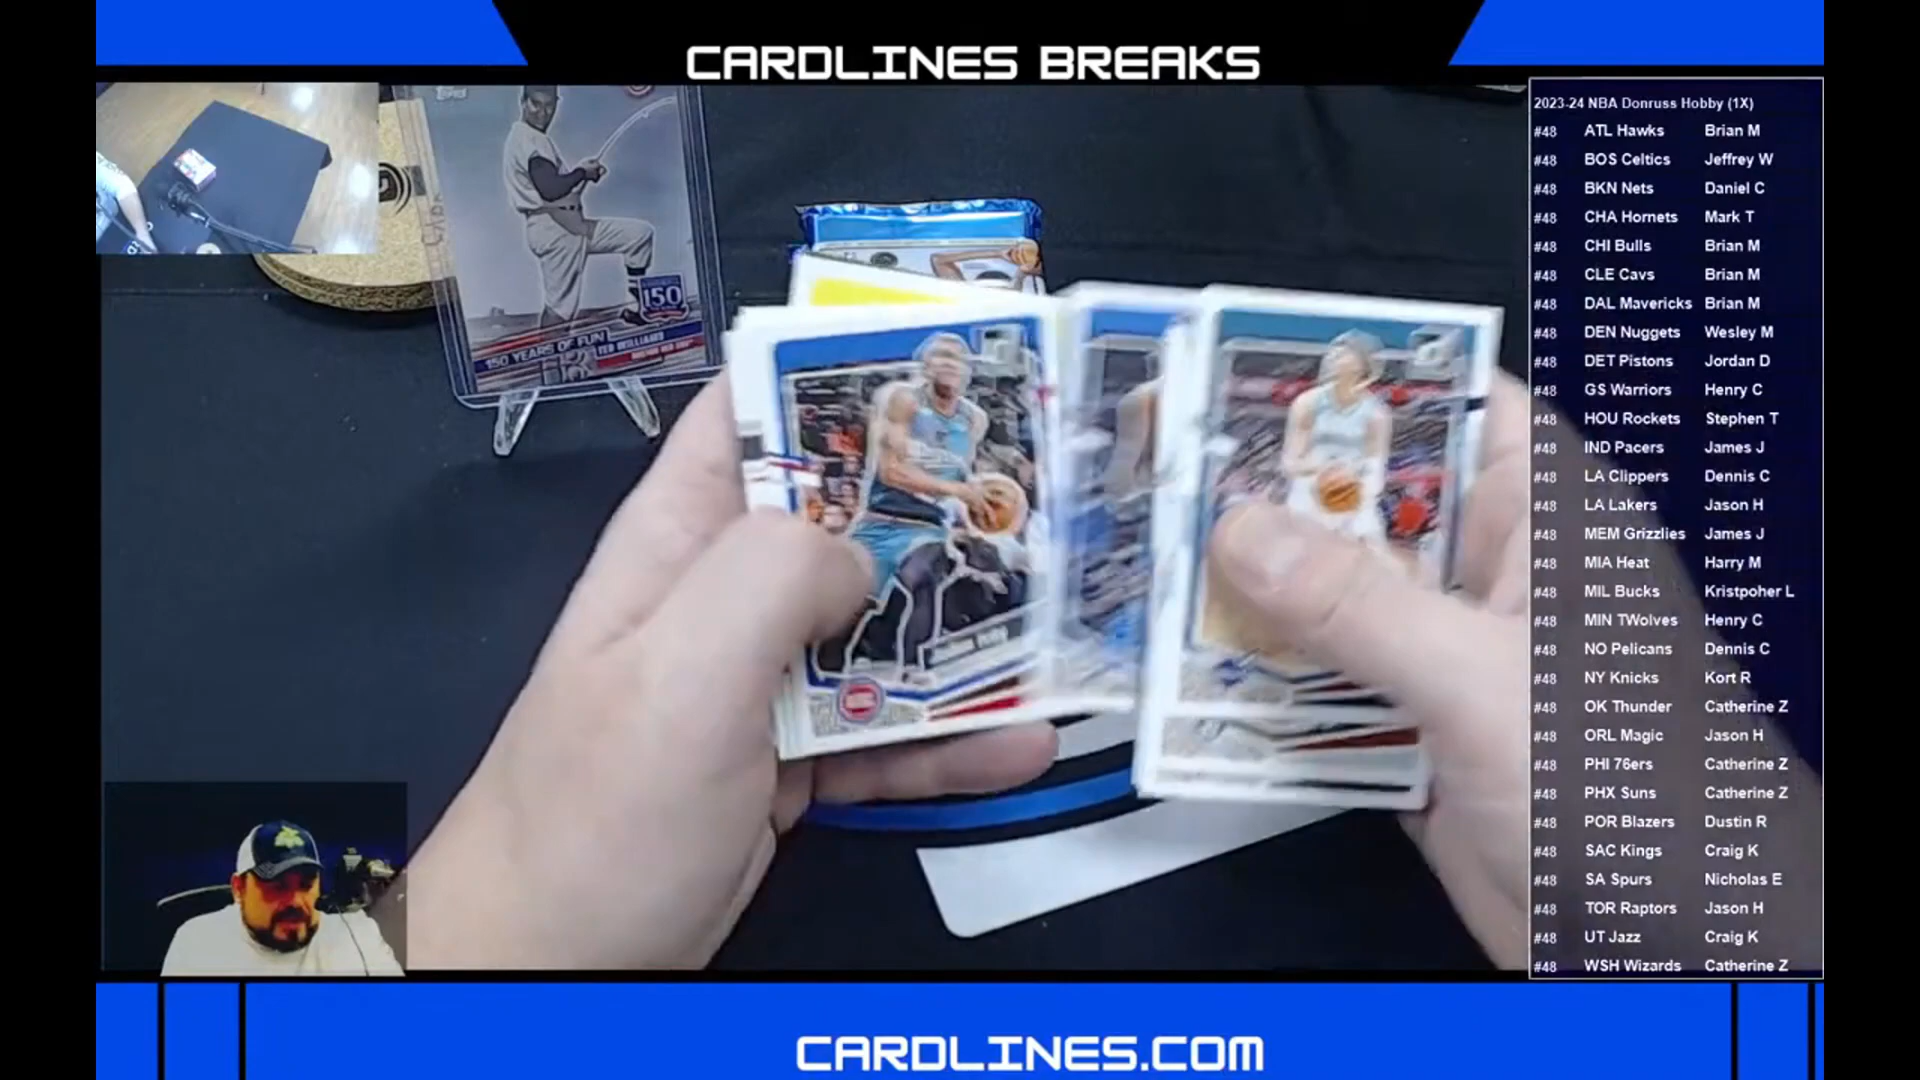 CARDLINES BREAKS
topps
150
150 YEARS OF FUN
TED WILLIAMS
BOSTON RED SOX
2023-24 NBA Donruss Hobby (1X)
#48 ATL Hawks Brian M
#48 BOS Celtics Jeffrey W
#48 BKN Nets Daniel C
#48 CHA Hornets Mark T
#48 CHI Bulls Brian M
#48 CLE Cavs Brian M
#48 DAL Mavericks Brian M
#48 DEN Nuggets Wesley M
#48 DET Pistons Jordan D
#48 GS Warriors Henry C
#48 HOU Rockets Stephen T
#48 IND Pacers James J
#48 LA Clippers Dennis C
#48 LA Lakers Jason H
#48 MEM Grizzlies James J
#48 MIA Heat Harry M
#48 MIL Bucks Kristpoher L
#48 MIN TWolves Henry C
#48 NO Pelicans Dennis C
#48 NY Knicks Kort R
#48 OK Thunder Catherine Z
#48 ORL Magic Jason H
#48 PHI 76ers Catherine Z
#48 PHX Suns Catherine Z
#48 POR Blazers Dustin R
#48 SAC Kings Craig K
#48 SA Spurs Nicholas E
#48 TOR Raptors Jason H
#48 UT Jazz Craig K
#48 WSH Wizards Catherine Z
CARDLINES.COM